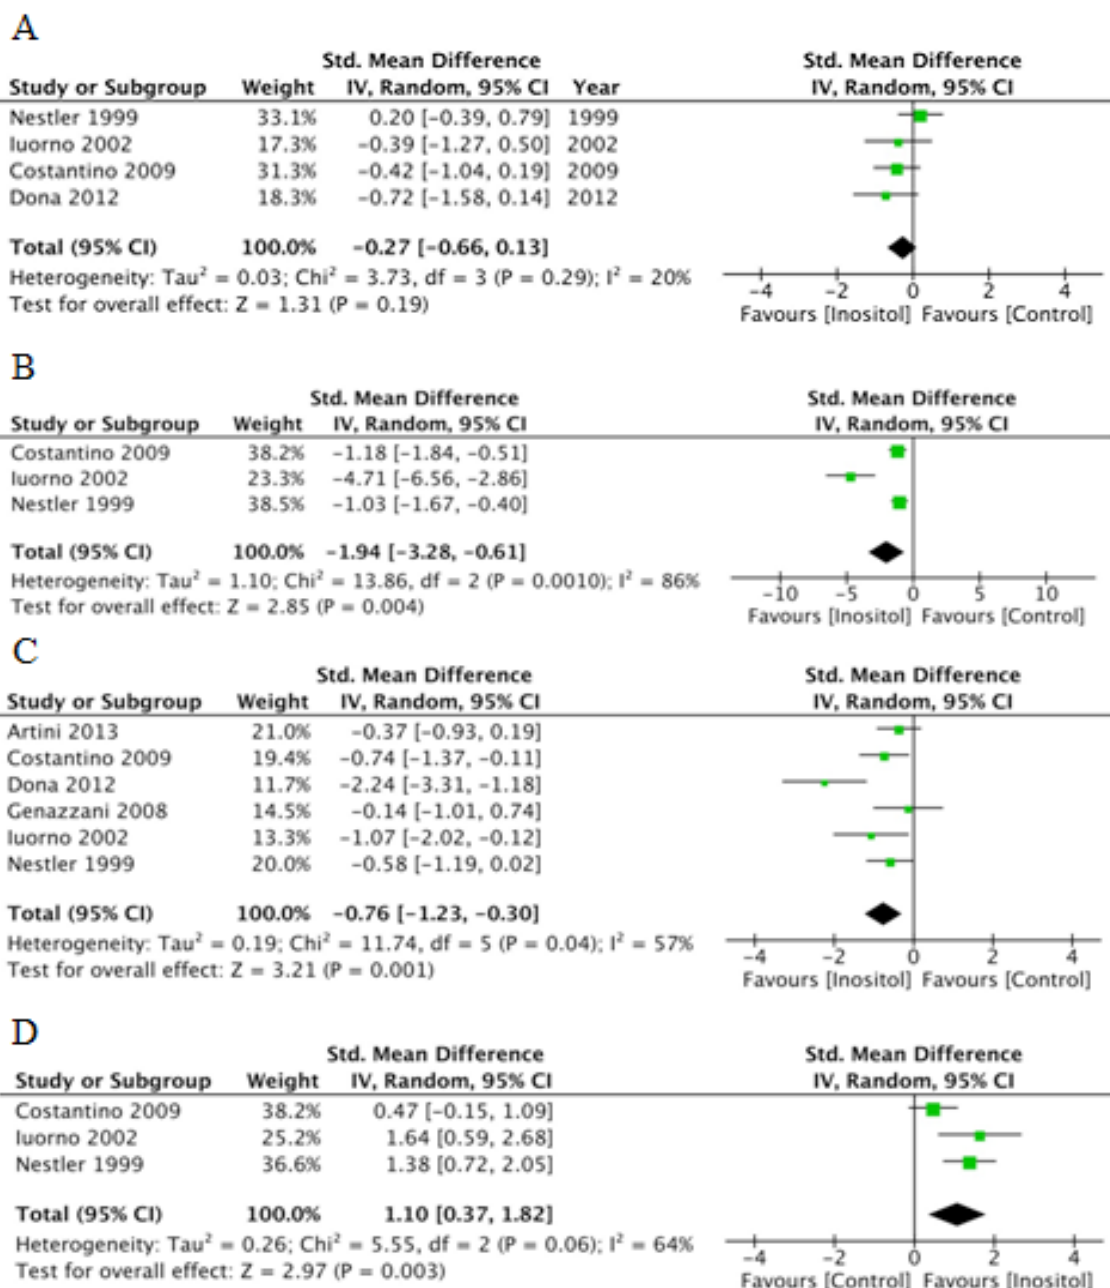 A
Std. Mean Difference Std. Mean Difference
Study or Subgroup Weight IV, Random, 95% CI Year IV, Random, 95% CI
Nestler 1999 33.1% 0.20 [−0.39, 0.79] 1999
Iuorno 2002 17.3% −0.39 [−1.27, 0.50] 2002
Costantino 2009 31.3% −0.42 [−1.04, 0.19] 2009
Dona 2012 18.3% −0.72 [−1.58, 0.14] 2012
Total (95% CI) 100.0% −0.27 [−0.66, 0.13]
Heterogeneity: Tau² = 0.03; Chi² = 3.73, df = 3 (P = 0.29); I² = 20%
−4 −2 0 2 4
Test for overall effect: Z = 1.31 (P = 0.19)
Favours [Inositol] Favours [Control]
B
Std. Mean Difference Std. Mean Difference
Study or Subgroup Weight IV, Random, 95% CI IV, Random, 95% CI
Costantino 2009 38.2% −1.18 [−1.84, −0.51]
Iuorno 2002 23.3% −4.71 [−6.56, −2.86]
Nestler 1999 38.5% −1.03 [−1.67, −0.40]
Total (95% CI) 100.0% −1.94 [−3.28, −0.61]
Heterogeneity: Tau² = 1.10; Chi² = 13.86, df = 2 (P = 0.0010); I² = 86%
−10 −5 0 5 10
Test for overall effect: Z = 2.85 (P = 0.004)
Favours [Inositol] Favours [Control]
C
Std. Mean Difference Std. Mean Difference
Study or Subgroup Weight IV, Random, 95% CI IV, Random, 95% CI
Artini 2013 21.0% −0.37 [−0.93, 0.19]
Costantino 2009 19.4% −0.74 [−1.37, −0.11]
Dona 2012 11.7% −2.24 [−3.31, −1.18]
Genazzani 2008 14.5% −0.14 [−1.01, 0.74]
Iuorno 2002 13.3% −1.07 [−2.02, −0.12]
Nestler 1999 20.0% −0.58 [−1.19, 0.02]
Total (95% CI) 100.0% −0.76 [−1.23, −0.30]
Heterogeneity: Tau² = 0.19; Chi² = 11.74, df = 5 (P = 0.04); I² = 57%
−4 −2 0 2 4
Test for overall effect: Z = 3.21 (P = 0.001)
Favours [Inositol] Favours [Control]
D
Std. Mean Difference Std. Mean Difference
Study or Subgroup Weight IV, Random, 95% CI IV, Random, 95% CI
Costantino 2009 38.2% 0.47 [−0.15, 1.09]
Iuorno 2002 25.2% 1.64 [0.59, 2.68]
Nestler 1999 36.6% 1.38 [0.72, 2.05]
Total (95% CI) 100.0% 1.10 [0.37, 1.82]
Heterogeneity: Tau² = 0.26; Chi² = 5.55, df = 2 (P = 0.06); I² = 64%
−4 −2 0 2 4
Test for overall effect: Z = 2.97 (P = 0.003)
Favours [Control] Favours [Inositol]